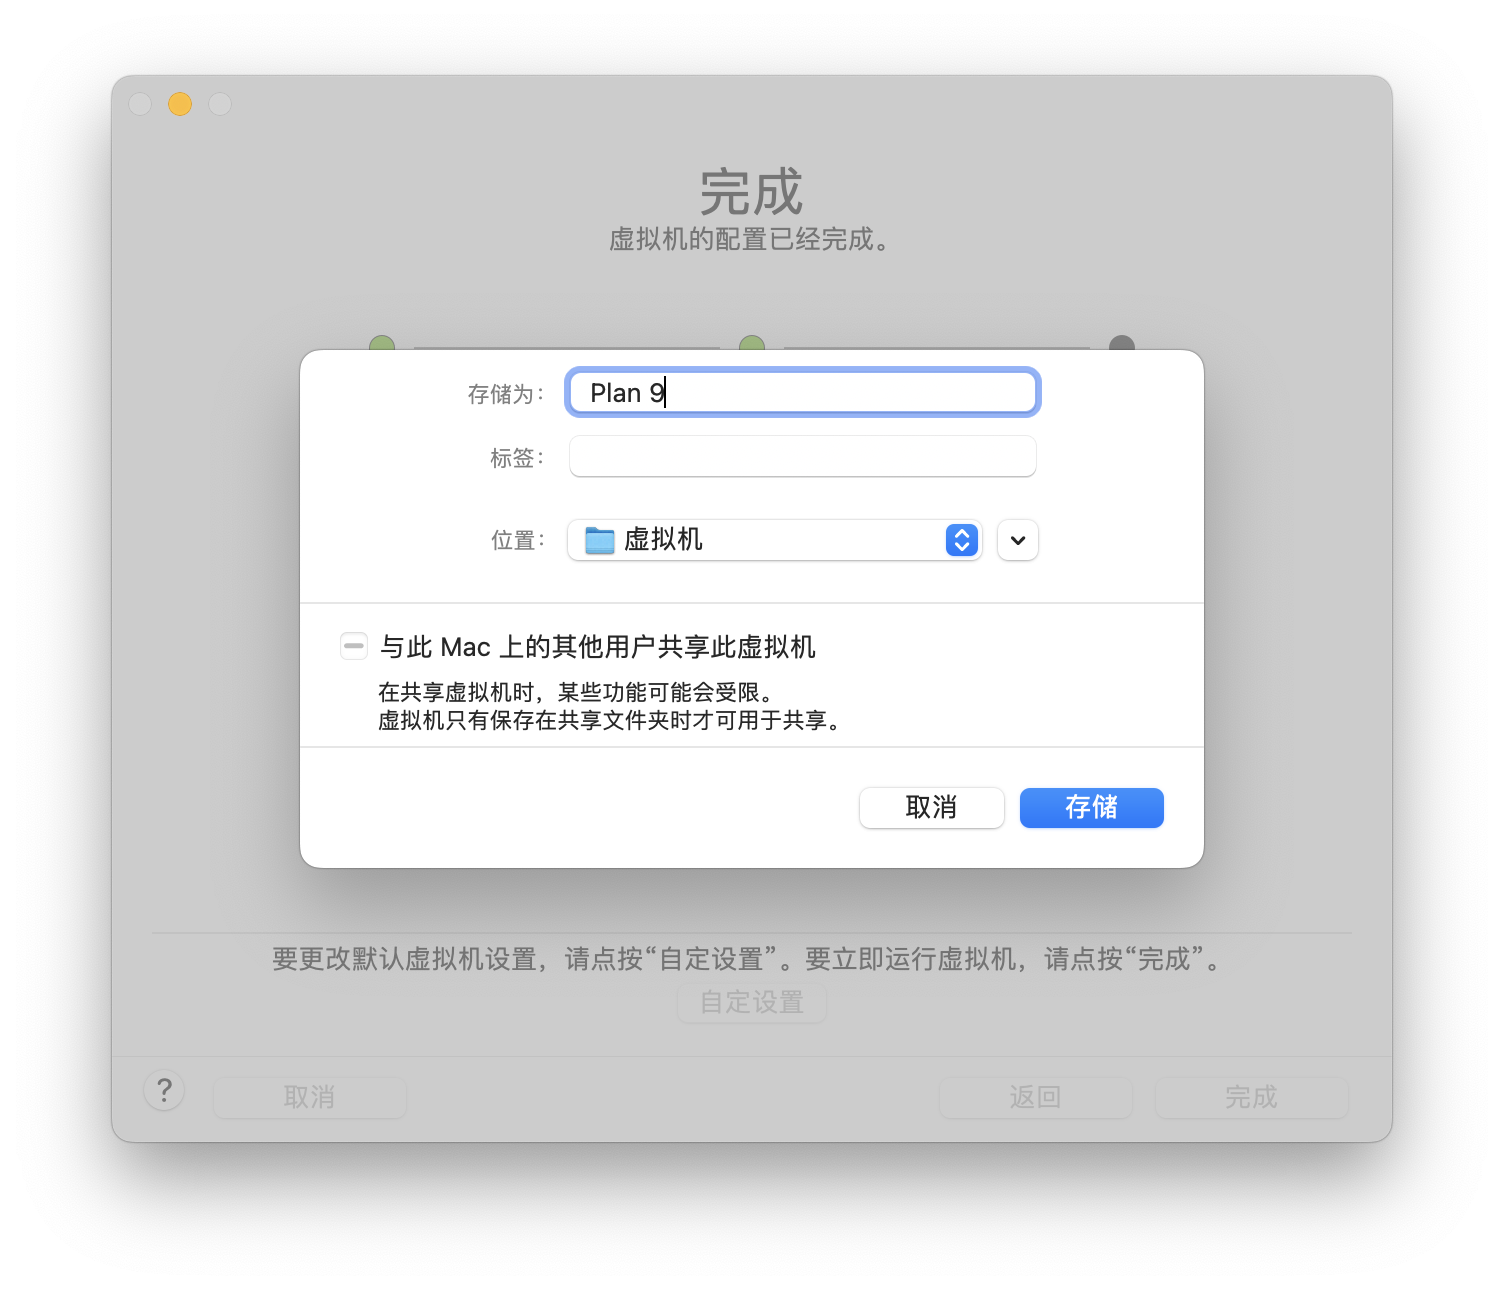 完成
虚拟机的配置已经完成。
存储为：
Plan 9
标签：
位置：
虚拟机
与此 Mac 上的其他用户共享此虚拟机
在共享虚拟机时，某些功能可能会受限。
虚拟机只有保存在共享文件夹时才可用于共享。
取消
存储
要更改默认虚拟机设置，请点按“自定设置”。要立即运行虚拟机，请点按“完成”。
自定设置
?
取消
返回
完成